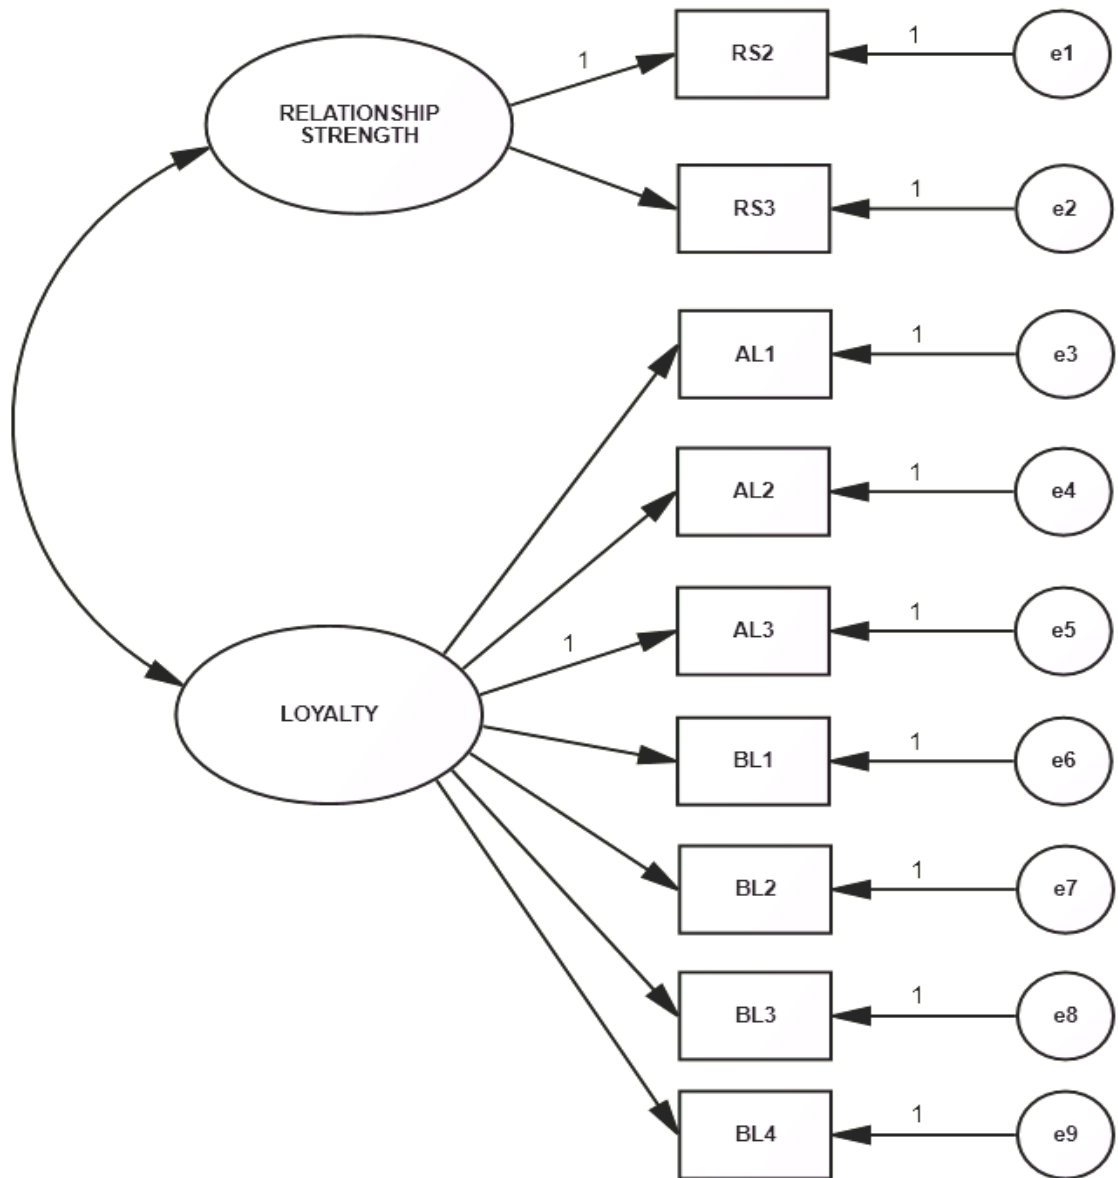 1
RS2
1
e1
RELATIONSHIP
STRENGTH
RS3
1
e2
AL1
1
e3
AL2
1
e4
1
AL3
1
e5
LOYALTY
BL1
1
e6
BL2
1
e7
BL3
1
e8
BL4
1
e9